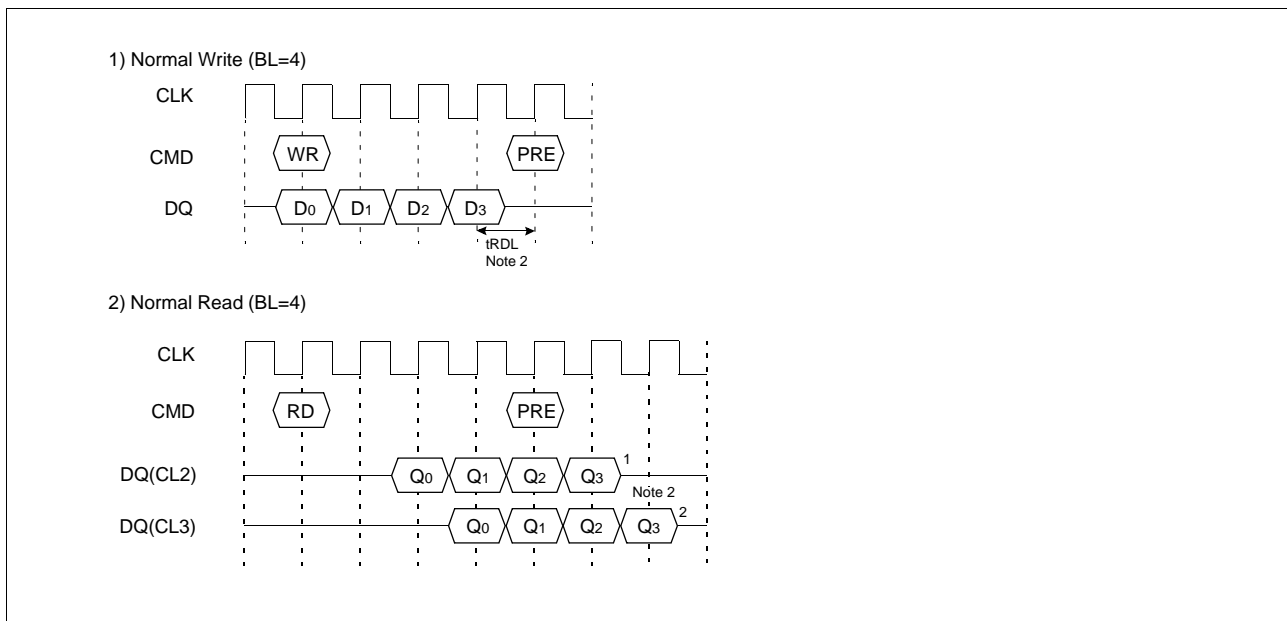 1) Normal Write (BL=4)
CLK
CMD WR PRE
DQ D0 D1 D2 D3
tRDL
Note 2
2) Normal Read (BL=4)
CLK
CMD RD PRE
DQ(CL2) Q0 Q1 Q2 Q3 1
Note 2
DQ(CL3) Q0 Q1 Q2 Q3 2